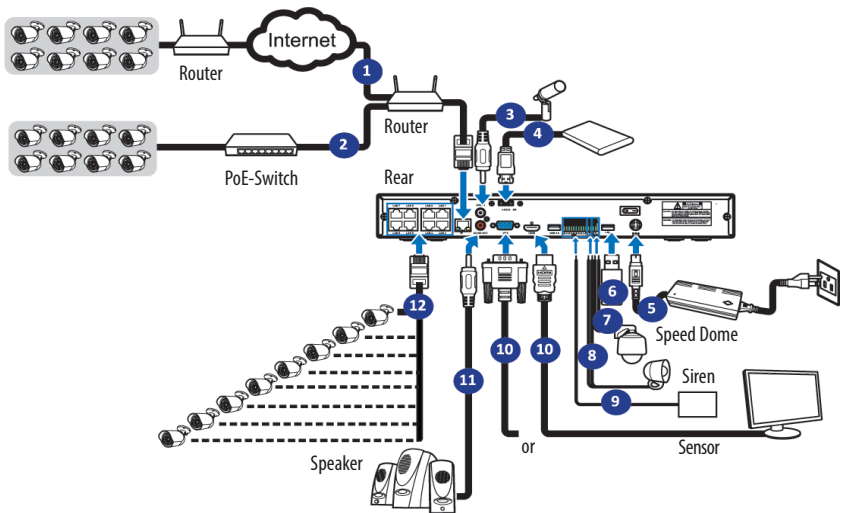 Internet
Router
1
Router
2
PoE-Switch
3
4
Rear
12
6
5
7
Speed Dome
10
10
8
11
Siren
9
Speaker
or
Sensor